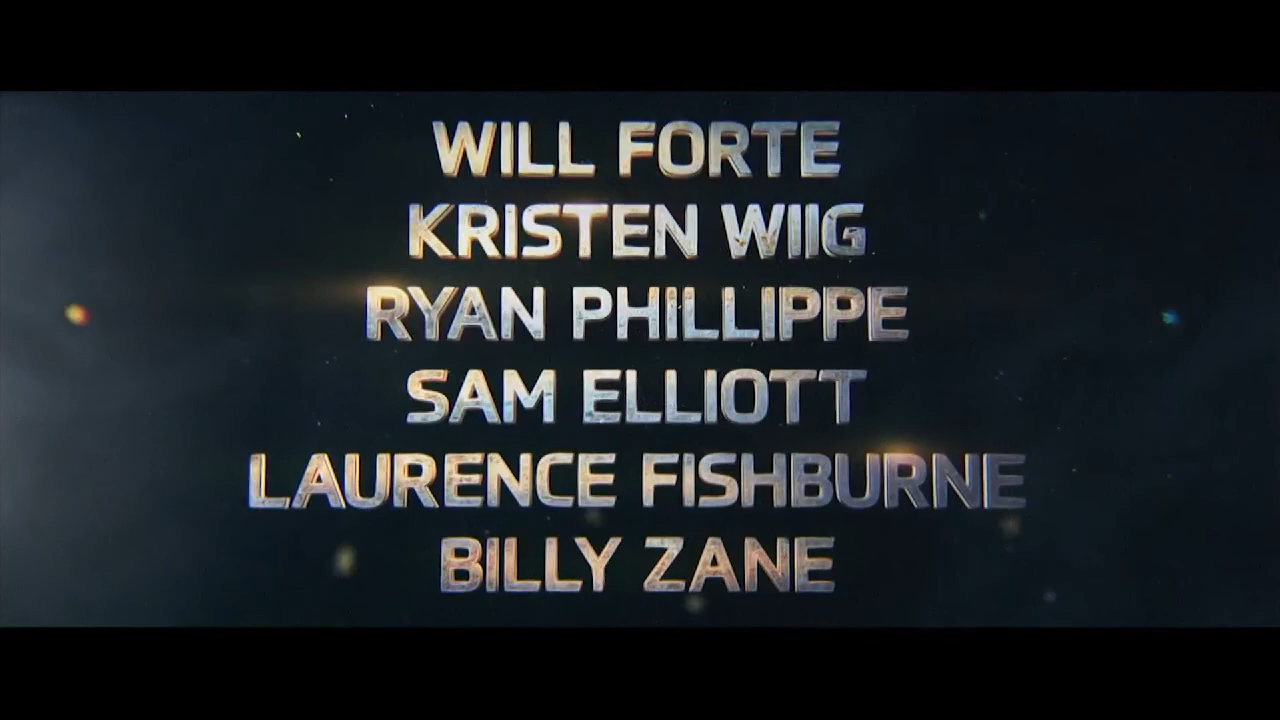 WILL FORTE
KRISTEN WIIG
RYAN PHILLIPPE
SAM ELLIOTT
LAURENCE FISHBURNE
BILLY ZANE